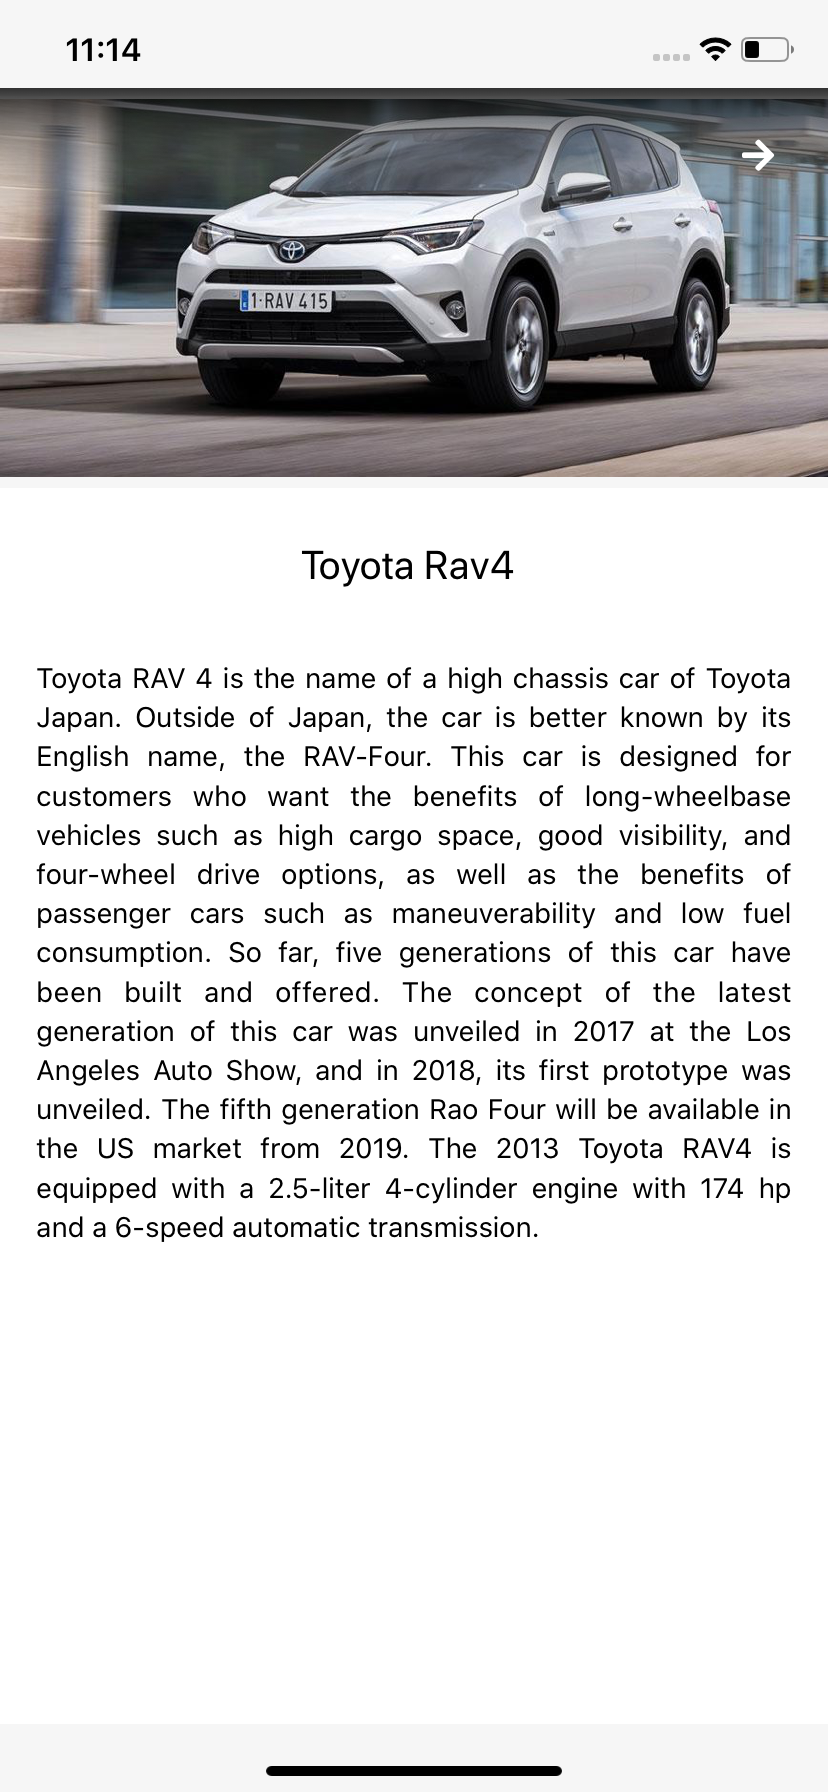 11:14
1-RAV 415
Toyota Rav4
Toyota RAV 4 is the name of a high chassis car of Toyota
Japan. Outside of Japan, the car is better known by its
English name, the RAV-Four. This car is designed for
customers who want the benefits of long-wheelbase
vehicles such as high cargo space, good visibility, and
four-wheel drive options, as well as the benefits of
passenger cars such as maneuverability and low fuel
consumption. So far, five generations of this car have
been built and offered. The concept of the latest
generation of this car was unveiled in 2017 at the Los
Angeles Auto Show, and in 2018, its first prototype was
unveiled. The fifth generation Rao Four will be available in
the US market from 2019. The 2013 Toyota RAV4 is
equipped with a 2.5-liter 4-cylinder engine with 174 hp
and a 6-speed automatic transmission.